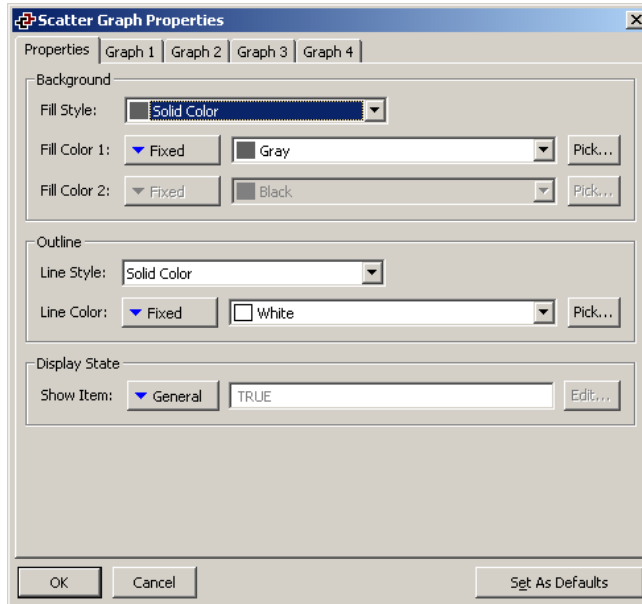 Scatter Graph Properties
Properties Graph 1 Graph 2 Graph 3 Graph 4
Background
Fill Style: Solid Color
Fill Color 1: Fixed Gray Pick...
Fill Color 2: Fixed Black Pick...
Outline
Line Style: Solid Color
Line Color: Fixed White Pick...
Display State
Show Item: General TRUE Edit...
OK Cancel Set As Defaults